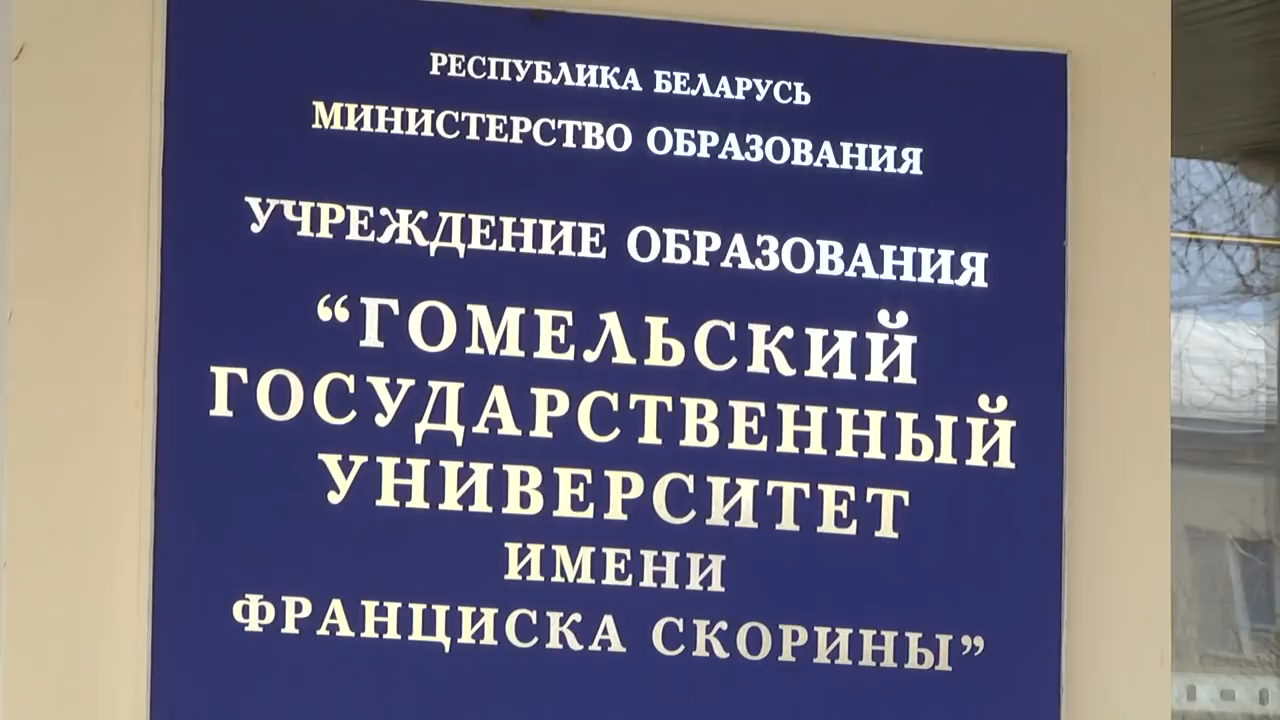 РЕСПУБЛИКА БЕЛАРУСЬ
МИНИСТЕРСТВО ОБРАЗОВАНИЯ
УЧРЕЖДЕНИЕ ОБРАЗОВАНИЯ
“ГОМЕЛЬСКИЙ
ГОСУДАРСТВЕННЫЙ
УНИВЕРСИТЕТ
ИМЕНИ
ФРАНЦИСКА СКОРИНЫ”